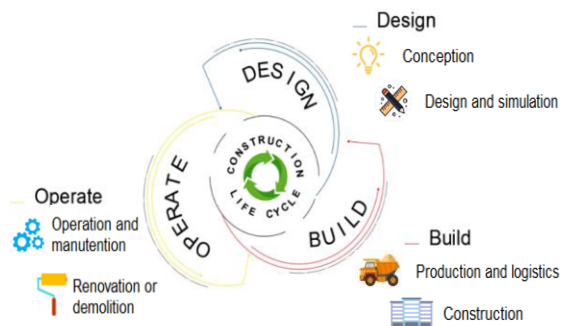 Design
Conception
Design and simulation
DESIGN
CONSTRUCTION
LIFE CYCLE
OPERATE
BUILD
Operate
Operation and
manutention
Renovation or
demolition
Build
Production and logistics
Construction